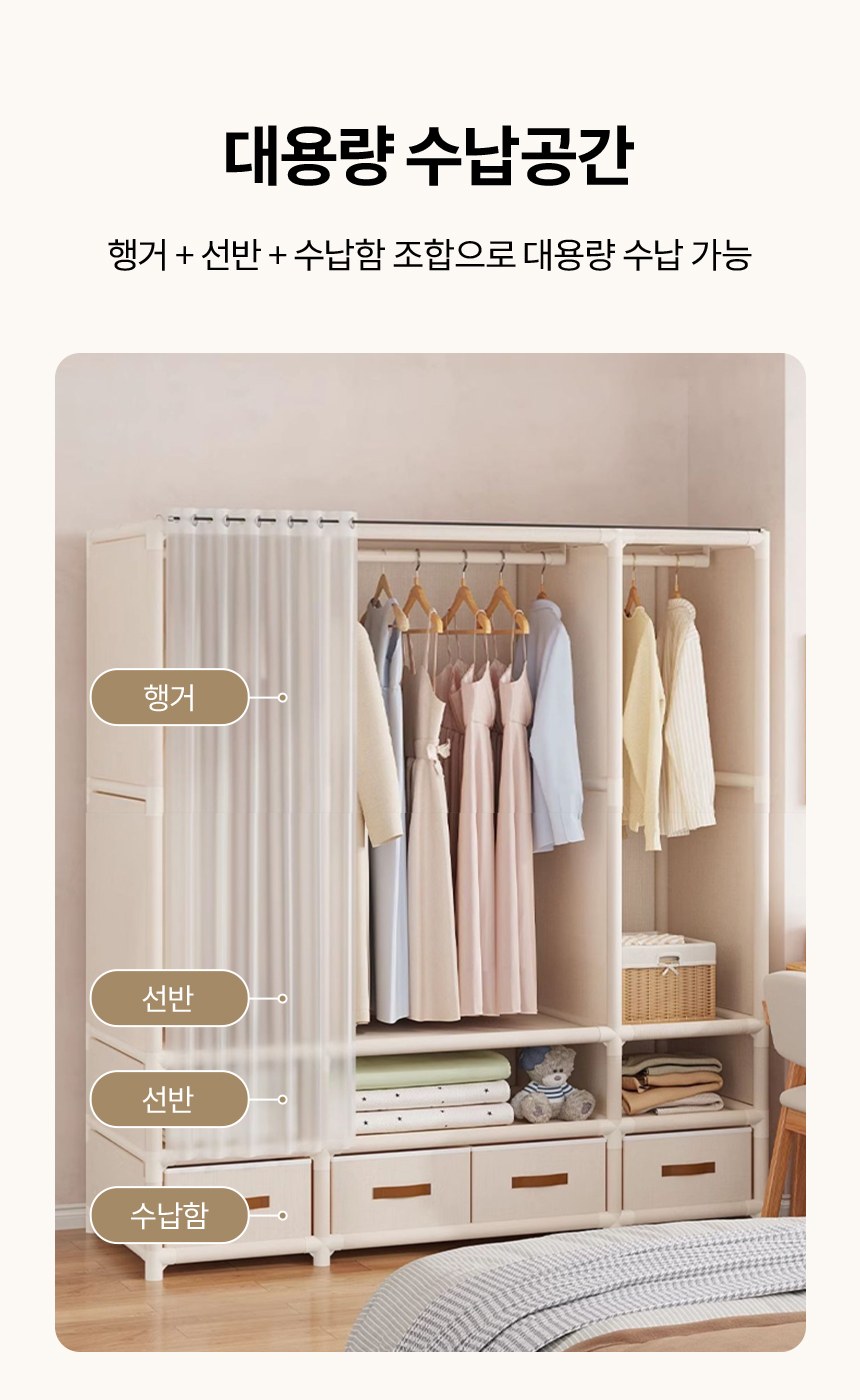 대용량 수납공간
행거 + 선반 + 수납함 조합으로 대용량 수납 가능
행거
선반
선반
수납함